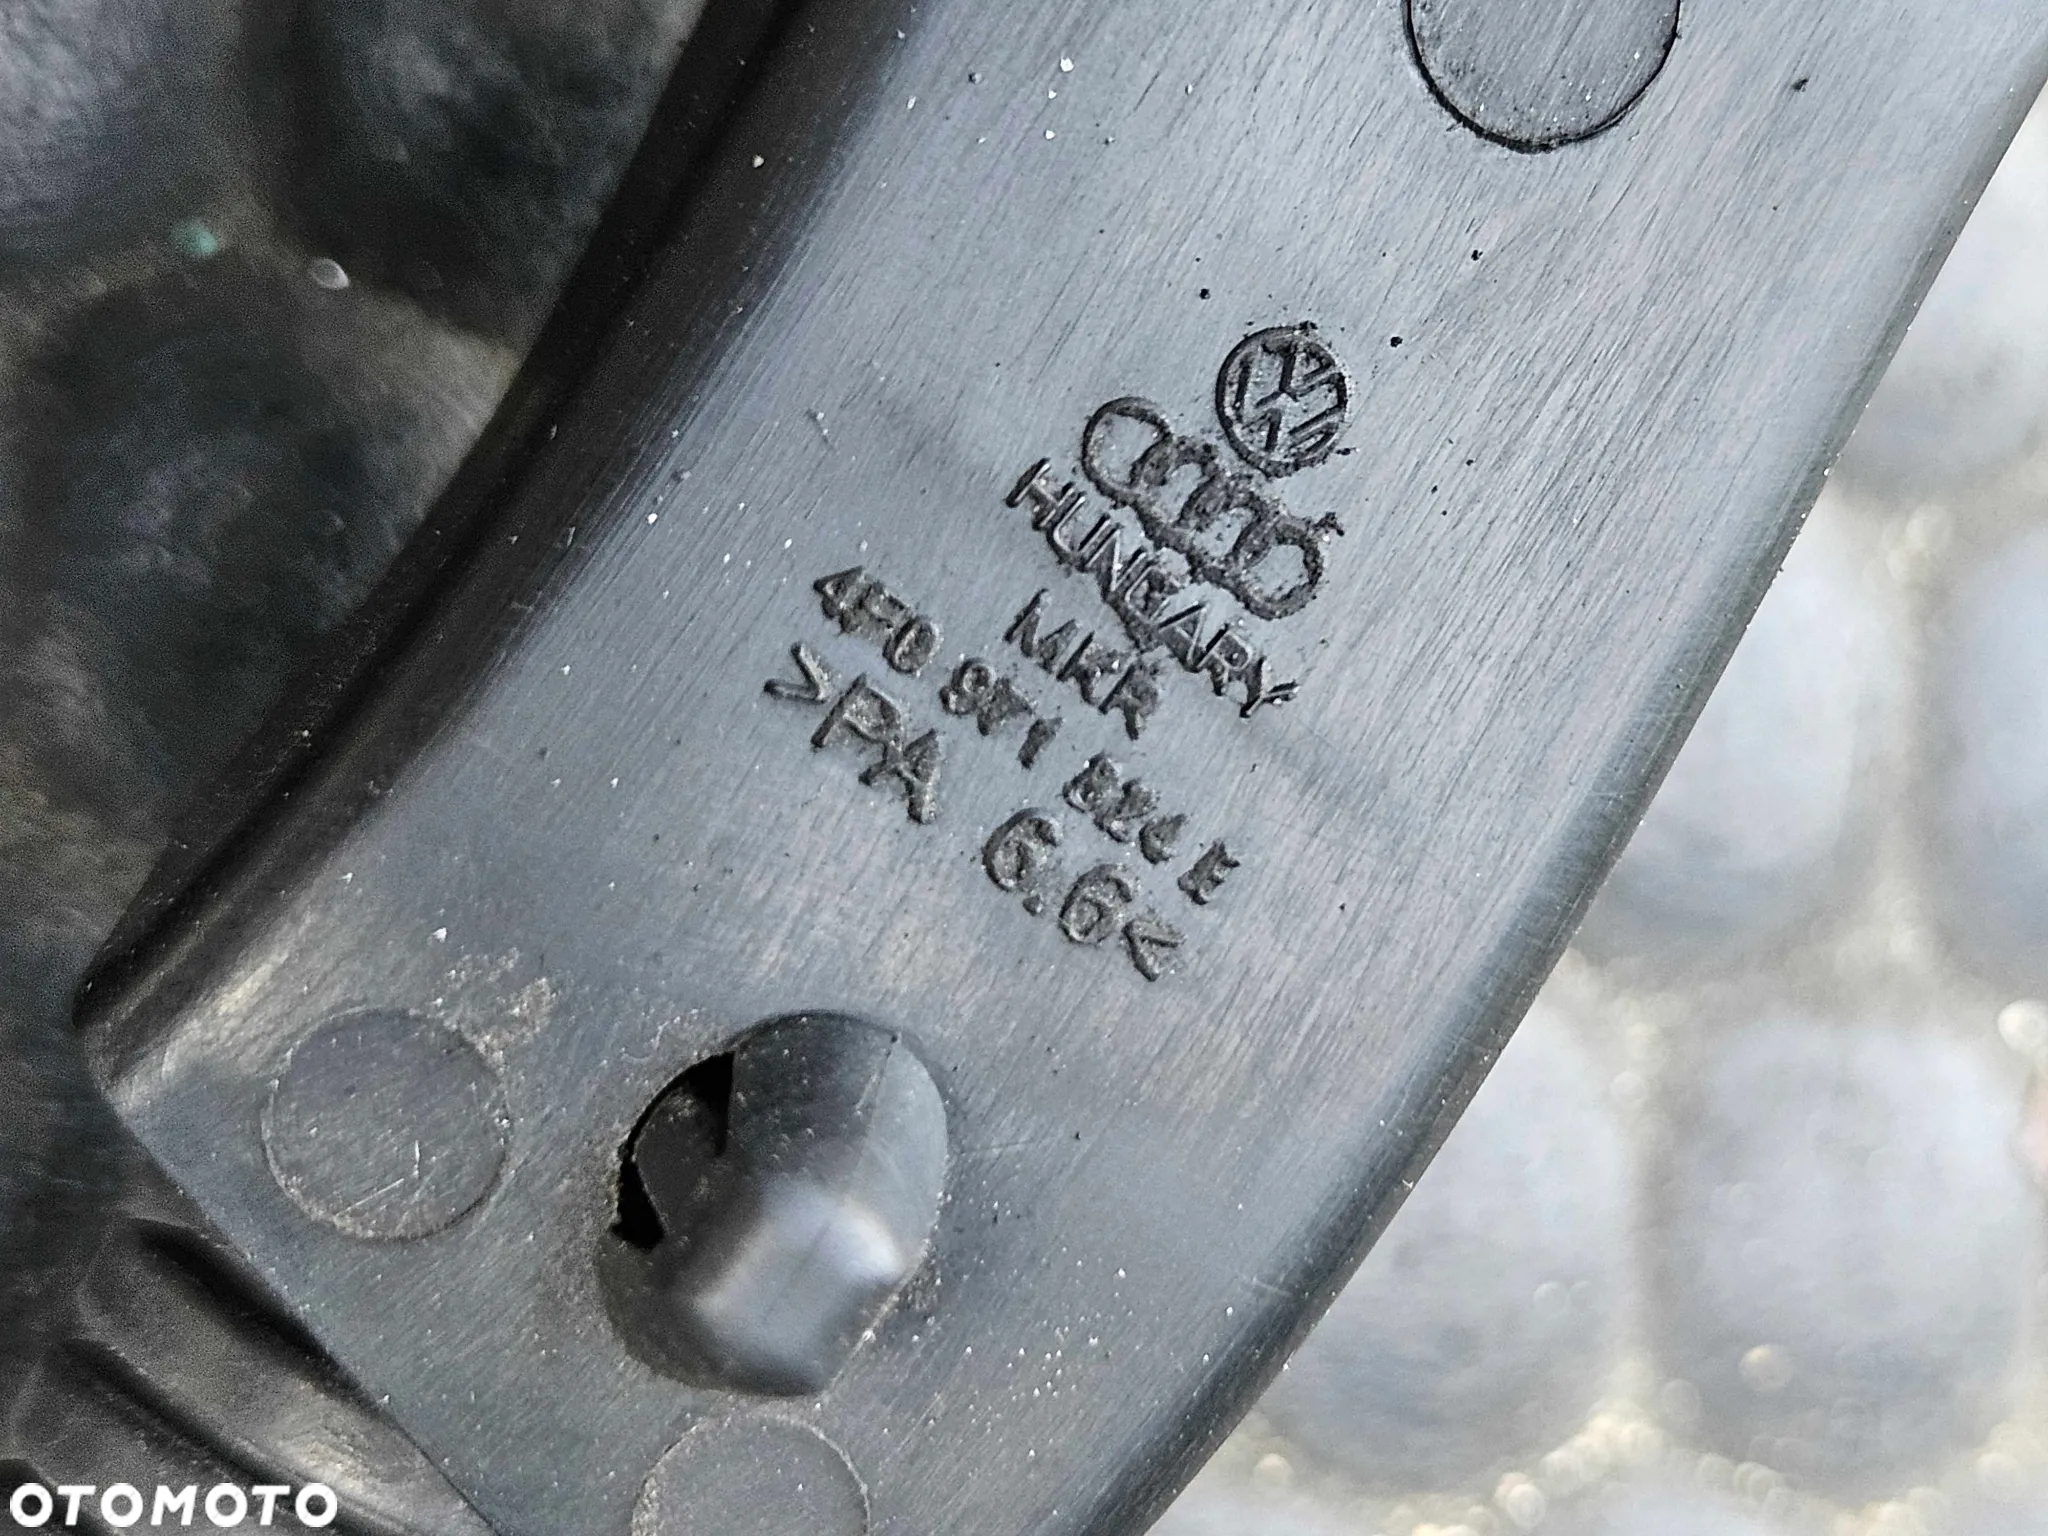 HUNGARY
MKR
4F0 971 824 E
>PA 6.6<
OTOMOTO